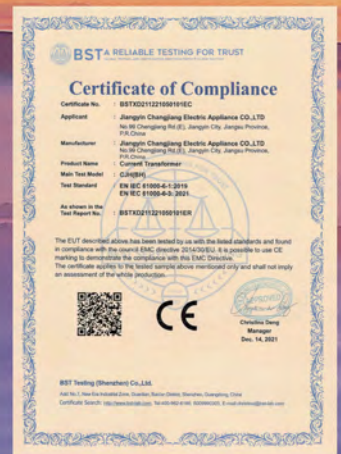 BST A RELIABLE TESTING FOR TRUST
Certificate of Compliance
Certificate No. : BSTXD211221050101EC
Applicant : Jiangyin Changjiang Electric Appliance CO.,LTD
No.99 Chengjiang Rd.(E), Jiangyin City, Jiangsu Province,
P.R.China
Manufacturer : Jiangyin Changjiang Electric Appliance CO.,LTD
No.99 Chengjiang Rd.(E), Jiangyin City, Jiangsu Province,
P.R.China
Product Name : Current Transformer
Main Test Model : CJH(BH)
Test Standard : EN IEC 61000-6-1:2019
EN IEC 61000-6-3: 2021
As shown in the
Test Report No. : BSTXD211221050101ER
The EUT described above has been tested by us with the listed standards and found
in compliance with the council EMC directive 2014/30/EU. It is possible to use CE
marking to demonstrate the compliance with this EMC Directive.
The certificate applies to the tested sample above mentioned only and shall not imply
an assessment of the whole production.
CE
Christina Deng
Manager
Dec. 14, 2021
BST Testing (Shenzhen) Co.,Ltd.